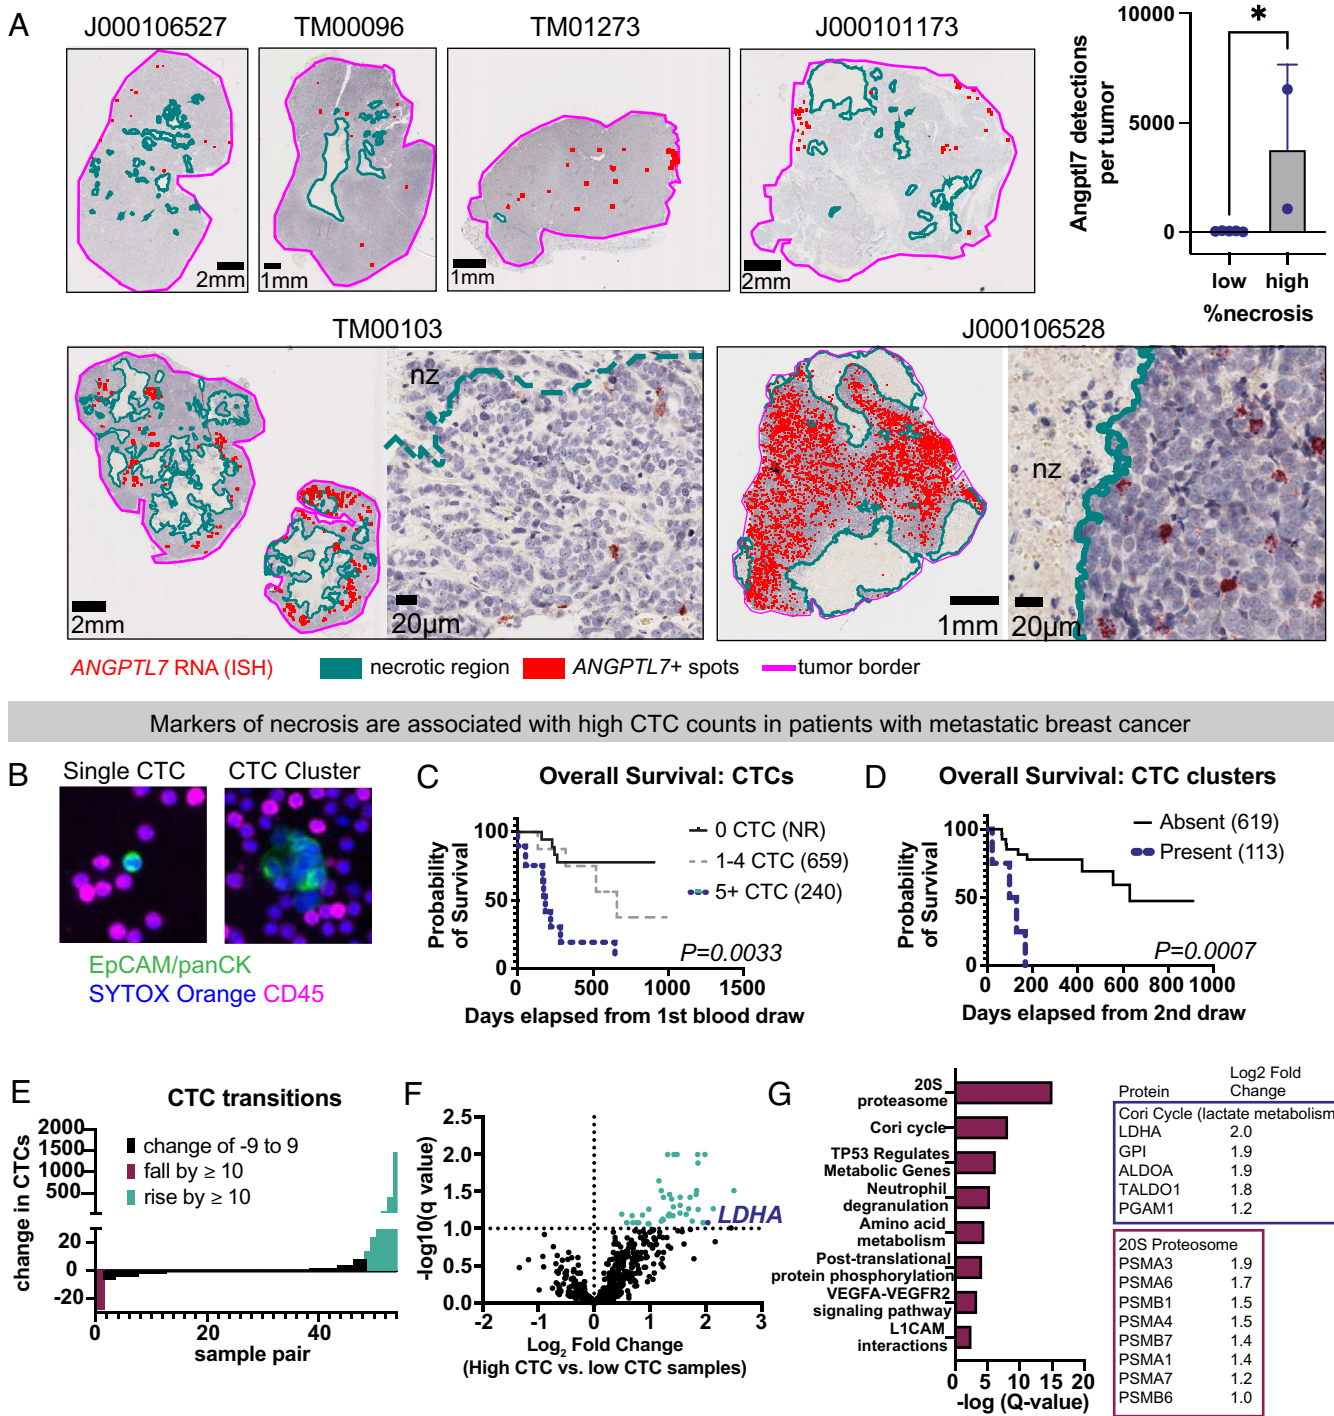 A
J000106527
TM00096
TM01273
J000101173
2mm
1mm
1mm
2mm
10000
5000
0
*
Angptl7 detections
per tumor
low
high
%necrosis
TM00103
J000106528
nz
nz
2mm
20µm
1mm
20µm
ANGPTL7 RNA (ISH)
necrotic region
ANGPTL7+ spots
tumor border
Markers of necrosis are associated with high CTC counts in patients with metastatic breast cancer
B
Single CTC
CTC Cluster
EpCAM/panCK
SYTOX Orange CD45
C
Overall Survival: CTCs
0 CTC (NR)
1-4 CTC (659)
5+ CTC (240)
P=0.0033
Probability
of Survival
100
50
0
0 500 1000 1500
Days elapsed from 1st blood draw
D
Overall Survival: CTC clusters
Absent (619)
Present (113)
P=0.0007
Probability
of Survival
100
50
0
0 200 400 600 800 1000
Days elapsed from 2nd draw
E
CTC transitions
change of -9 to 9
fall by ≥ 10
rise by ≥ 10
change in CTCs
2000
1500
1000
500
20
0
-20
0 20 40
sample pair
F
-log10(q value)
2.5
2.0
1.5
1.0
0.5
0.0
LDHA
-2 -1 0 1 2 3
Log2 Fold Change
(High CTC vs. low CTC samples)
G
20S
proteasome
Cori cycle
TP53 Regulates
Metabolic Genes
Neutrophil
degranulation
Amino acid
metabolism
Post-translational
protein phosphorylation
VEGFA-VEGFR2
signaling pathway
L1CAM
interactions
0 5 10 15 20
-log (Q-value)
Log2 Fold
Protein Change
Cori Cycle (lactate metabolism
LDHA 2.0
GPI 1.9
ALDOA 1.9
TALDO1 1.8
PGAM1 1.2
20S Proteosome
PSMA3 1.9
PSMA6 1.7
PSMB1 1.5
PSMA4 1.5
PSMB7 1.4
PSMA1 1.4
PSMA7 1.2
PSMB6 1.0